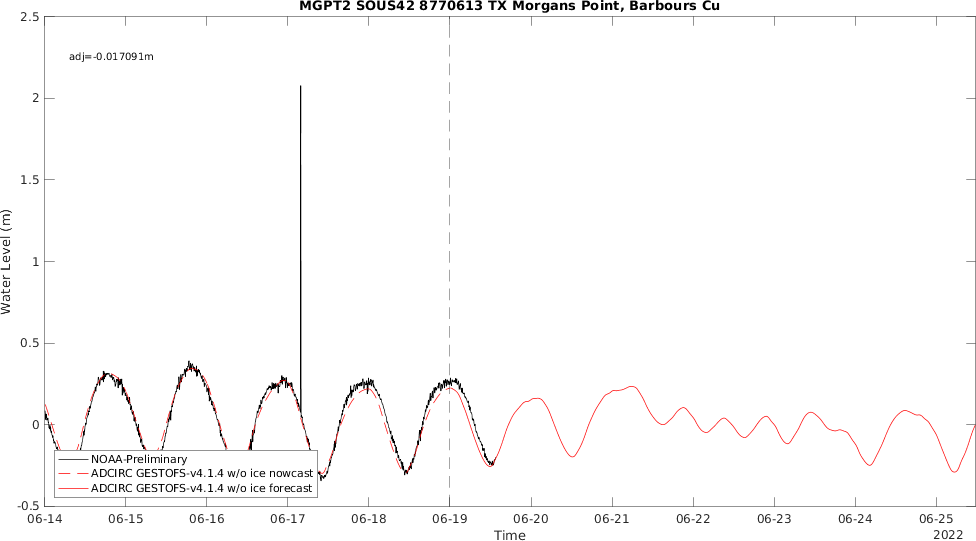 MGPT2 SOUS42 8770613 TX Morgans Point, Barbours Cu
adj=-0.017091m
Water Level (m)
2.5
2
1.5
1
0.5
0
-0.5
NOAA-Preliminary
ADCIRC GESTOFS-v4.1.4 w/o ice nowcast
ADCIRC GESTOFS-v4.1.4 w/o ice forecast
06-14 06-15 06-16 06-17 06-18 06-19 06-20 06-21 06-22 06-23 06-24 06-25
Time
2022